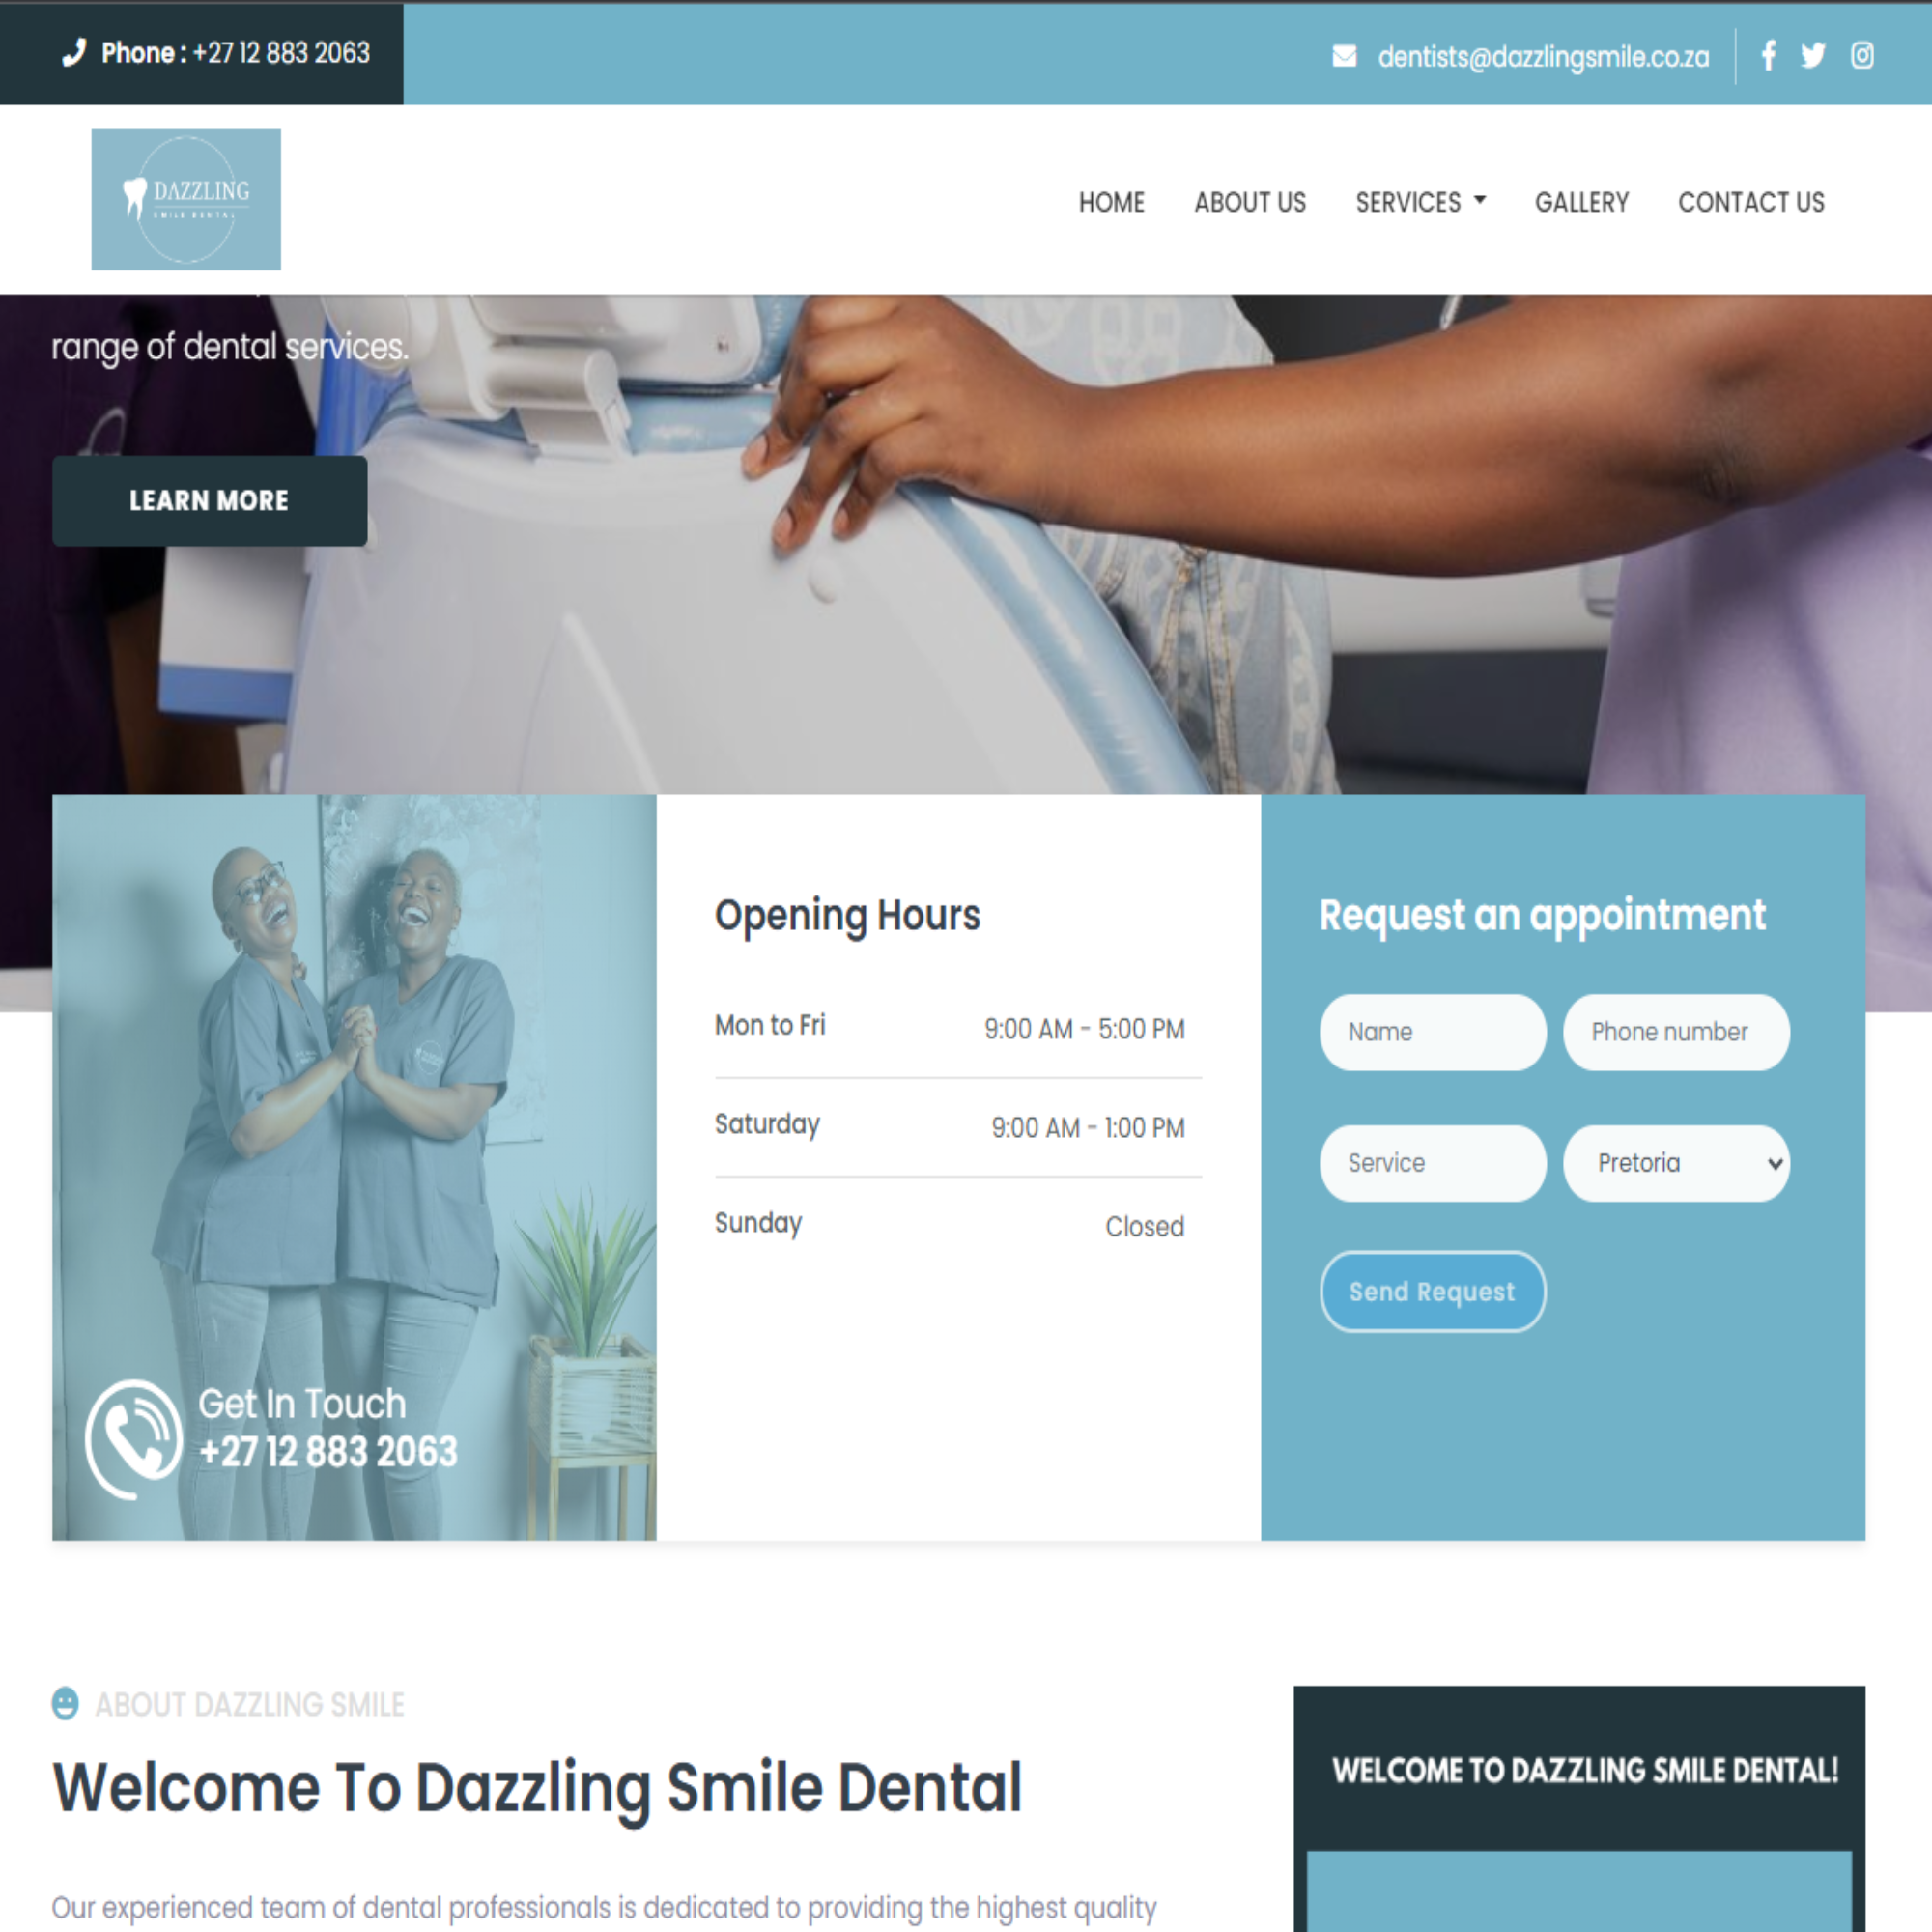 Phone : +27 12 883 2063
dentists@dazzlingsmile.co.za
DAZZLING
SMILE DENTAL
HOME ABOUT US SERVICES GALLERY CONTACT US
range of dental services.
LEARN MORE
Opening Hours
Mon to Fri 9:00 AM - 5:00 PM
Saturday 9:00 AM - 1:00 PM
Sunday Closed
Request an appointment
Name Phone number
Service Pretoria
Send Request
Get In Touch
+27 12 883 2063
ABOUT DAZZLING SMILE
Welcome To Dazzling Smile Dental
Our experienced team of dental professionals is dedicated to providing the highest quality
WELCOME TO DAZZLING SMILE DENTAL!